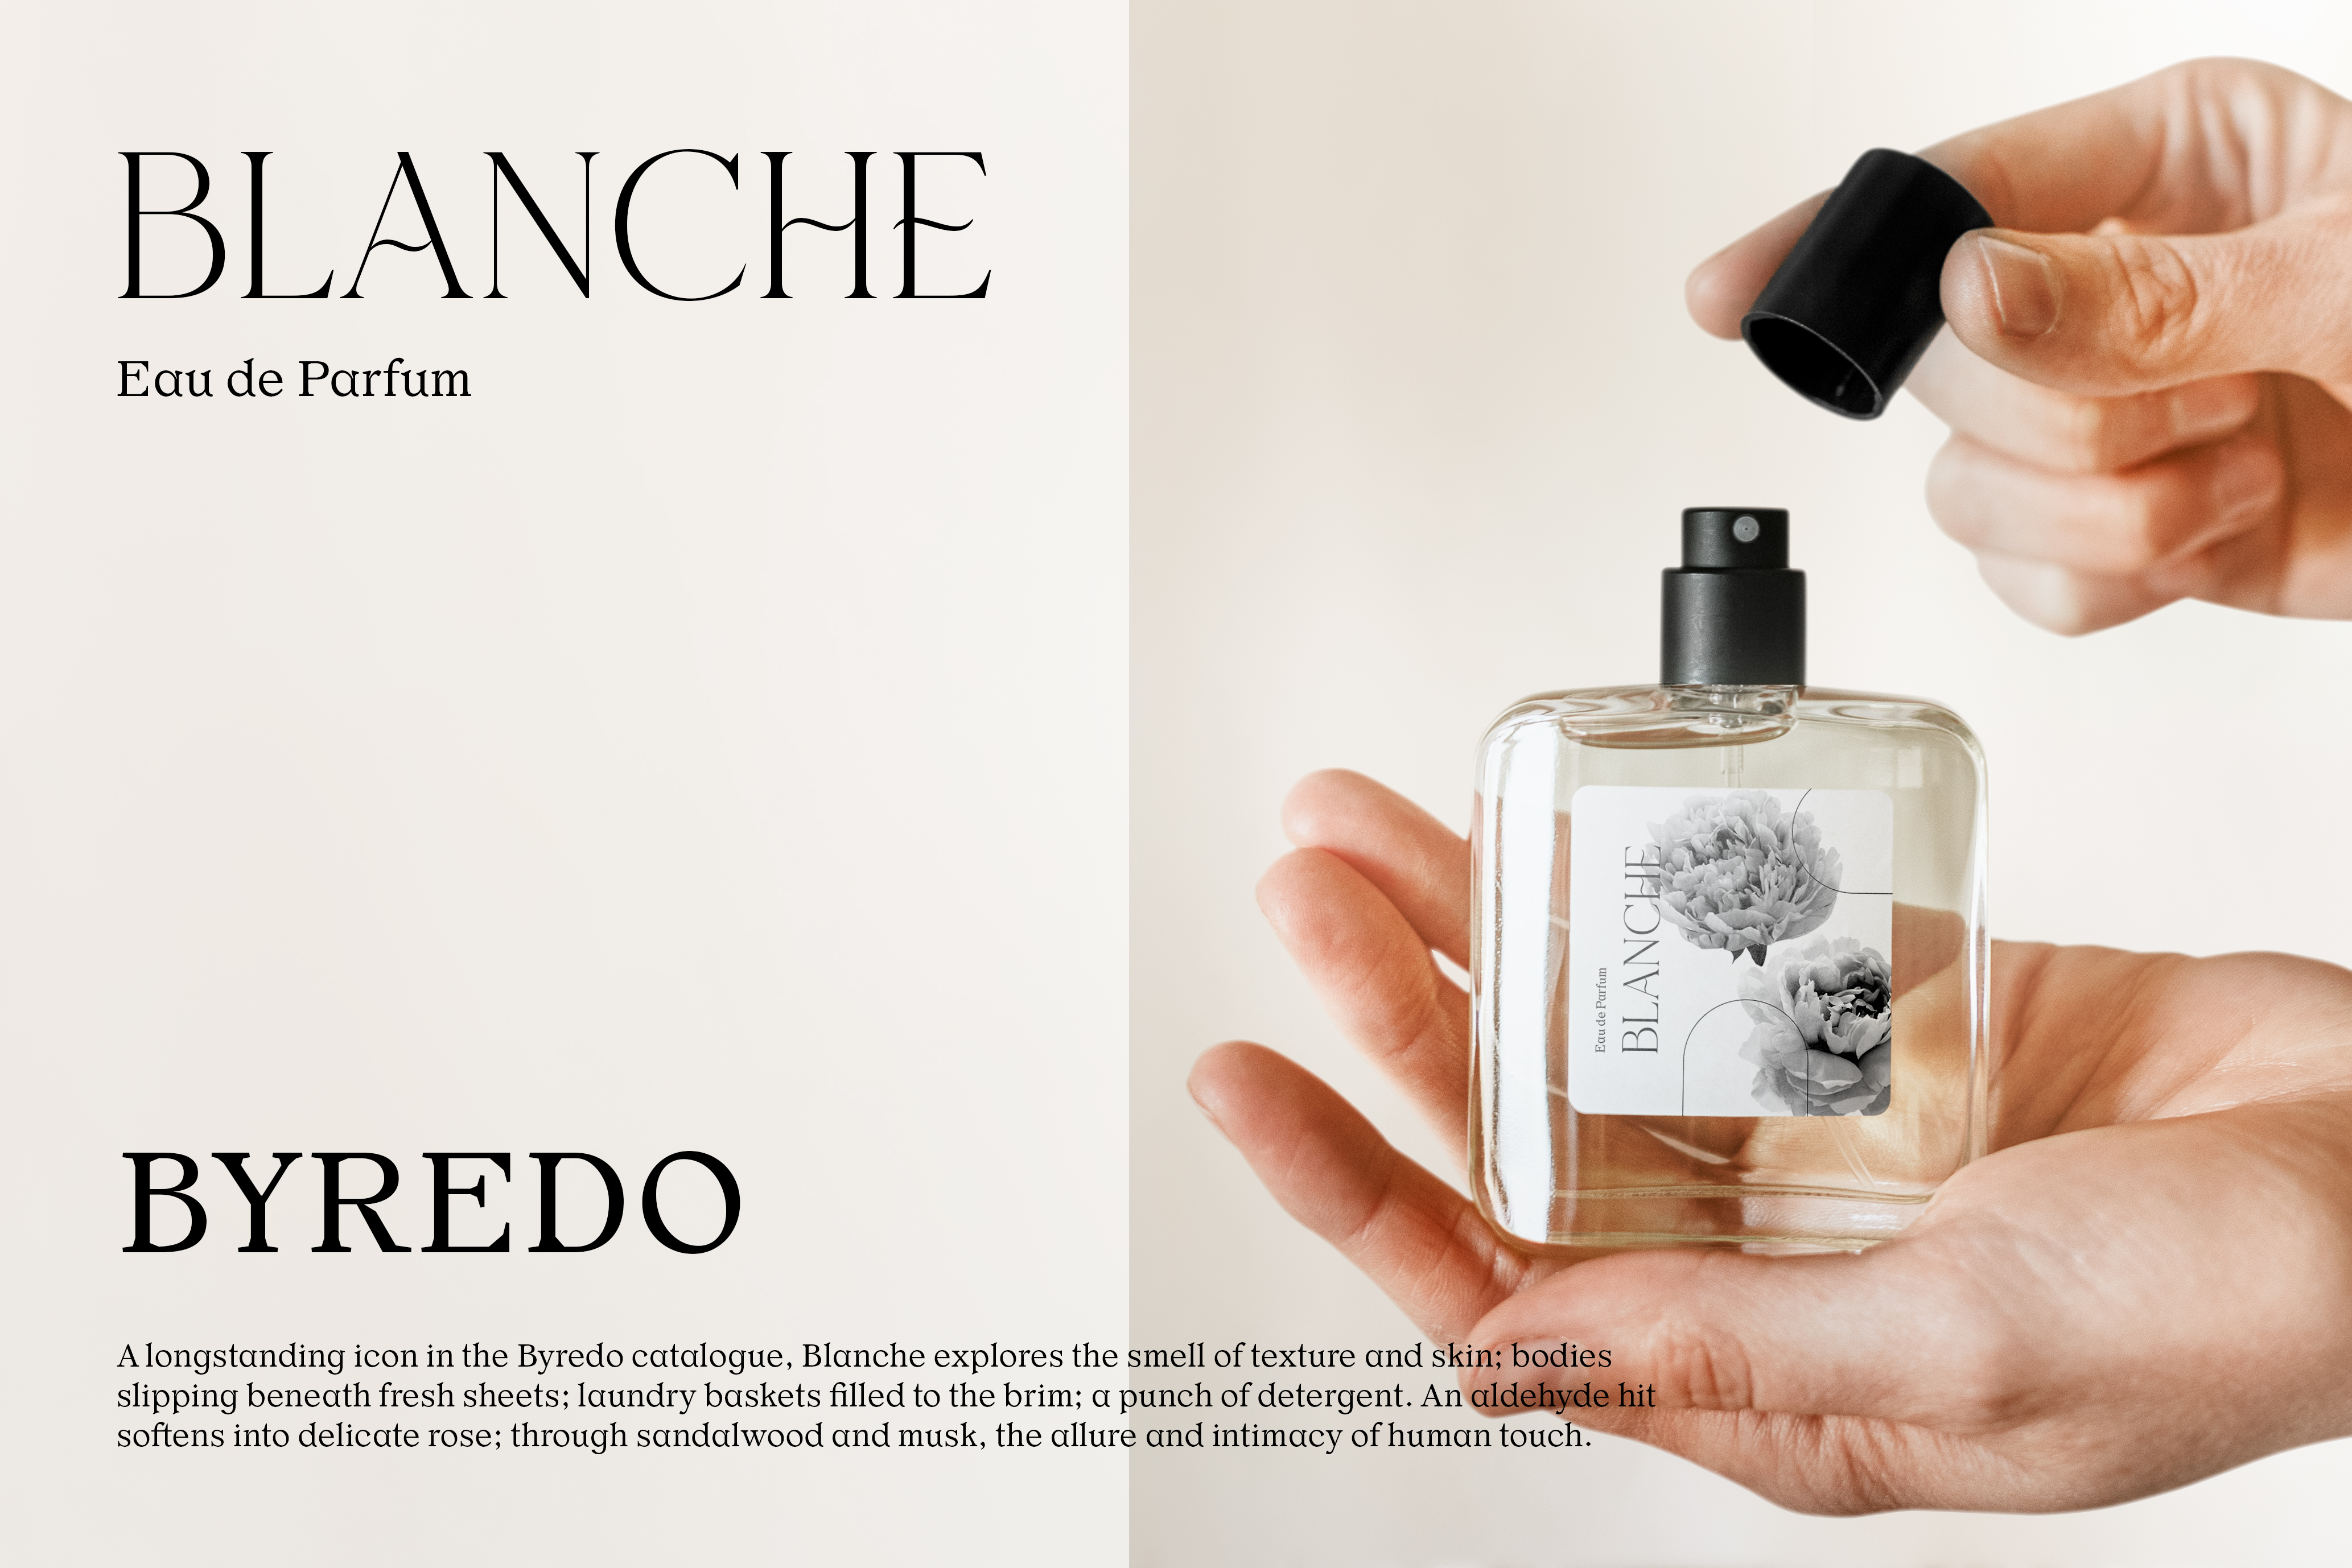 BLANCHE
Eau de Parfum
Eau de Parfum
BLANCHE
BYREDO
A longstanding icon in the Byredo catalogue, Blanche explores the smell of texture and skin; bodies
slipping beneath fresh sheets; laundry baskets filled to the brim; a punch of detergent. An aldehyde hit
softens into delicate rose; through sandalwood and musk, the allure and intimacy of human touch.